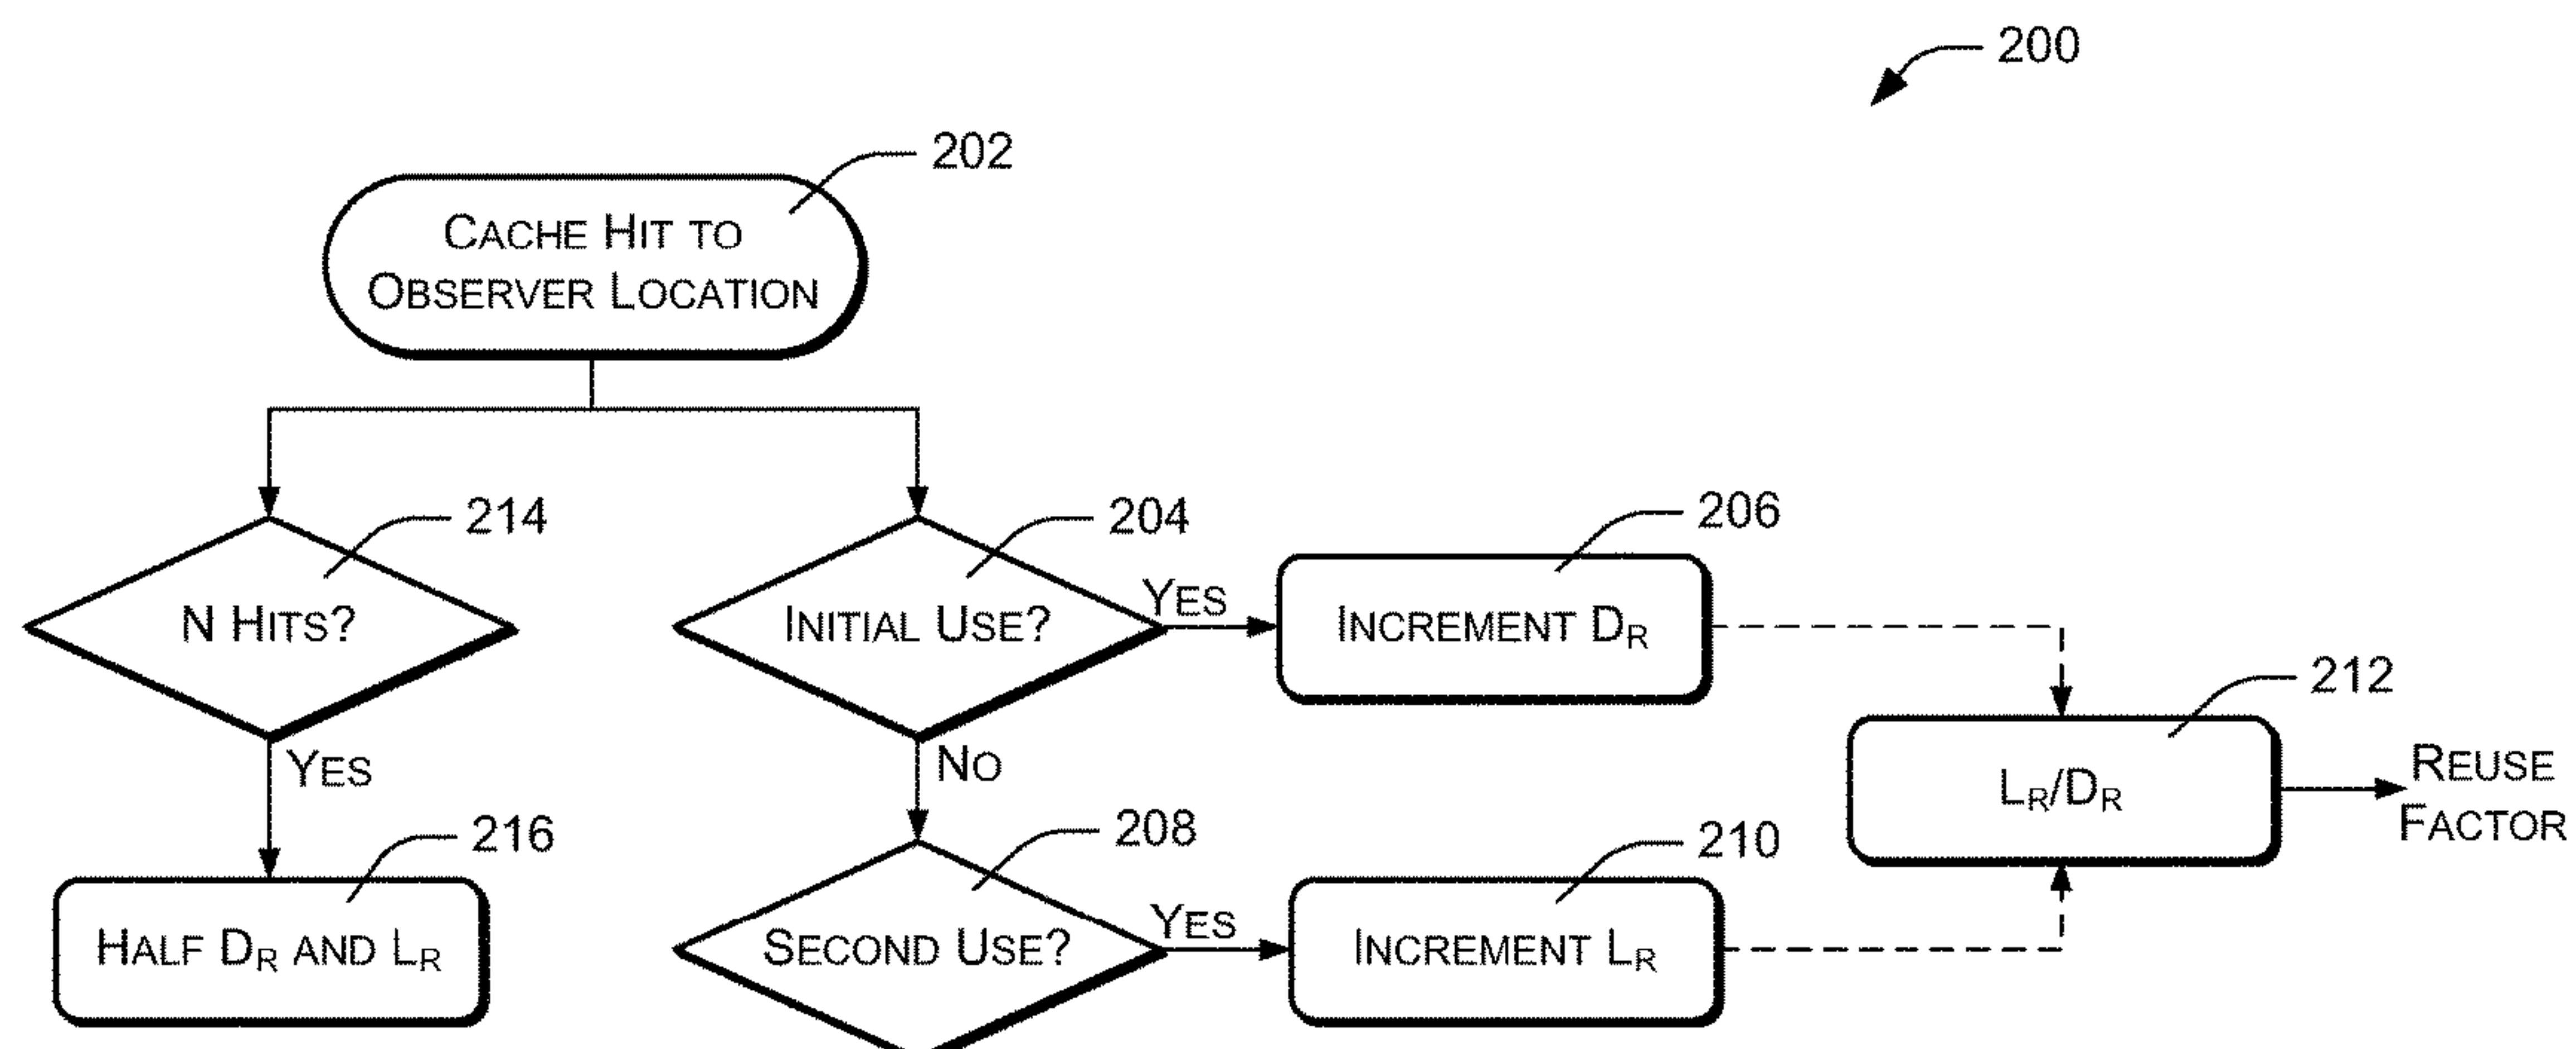 200
202
CACHE HIT TO
OBSERVER LOCATION
214
204
206
N HITS?
INITIAL USE?
YES
INCREMENT DR
212
YES
NO
LR/DR
REUSE
FACTOR
216
208
210
HALF DR AND LR
SECOND USE?
YES
INCREMENT LR